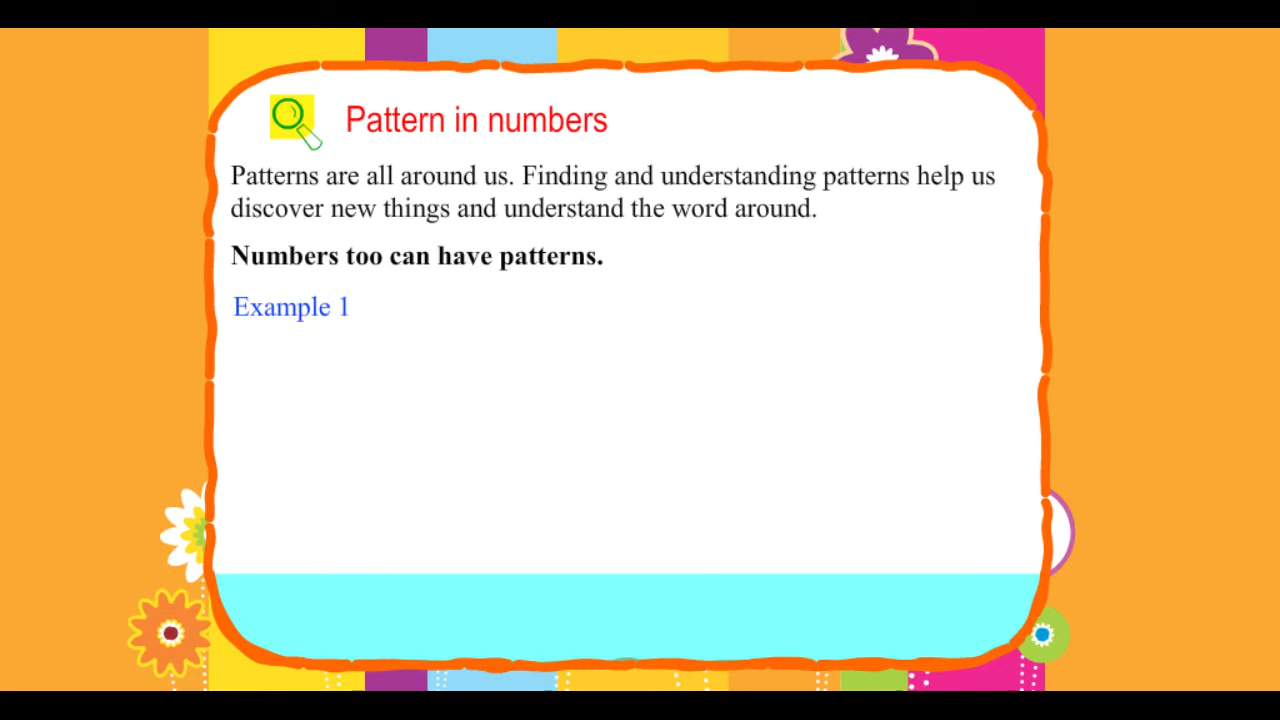 Pattern in numbers
Patterns are all around us. Finding and understanding patterns help us
discover new things and understand the word around.
Numbers too can have patterns.
Example 1